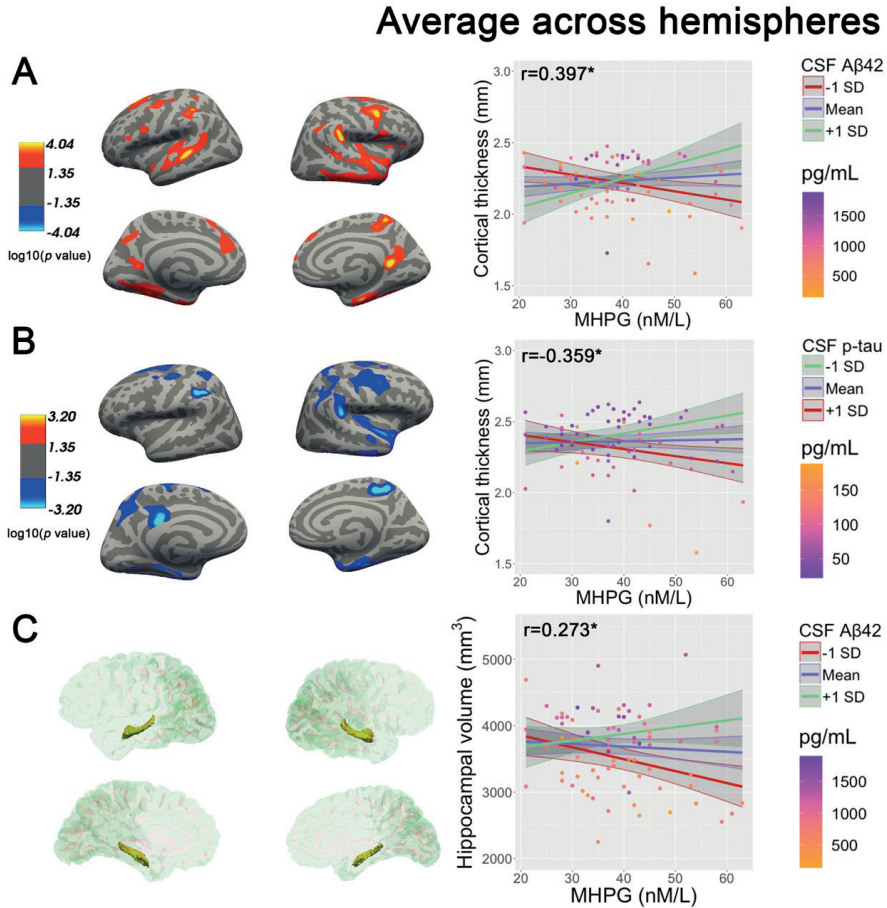 Average across hemispheres
A
4.04
1.35
-1.35
-4.04
log10(p value)
r=0.397*
Cortical thickness (mm)
3.0
2.5
2.0
1.5
20
30
40
50
60
MHPG (nM/L)
CSF Aβ42
-1 SD
Mean
+1 SD
pg/mL
1500
1000
500
B
3.20
1.35
-1.35
-3.20
log10(p value)
r=-0.359*
Cortical thickness (mm)
3.0
2.5
2.0
1.5
20
30
40
50
60
MHPG (nM/L)
CSF p-tau
-1 SD
Mean
+1 SD
pg/mL
150
100
50
C
r=0.273*
Hippocampal volume (mm³)
5000
4000
3000
2000
20
30
40
50
60
MHPG (nM/L)
CSF Aβ42
-1 SD
Mean
+1 SD
pg/mL
1500
1000
500